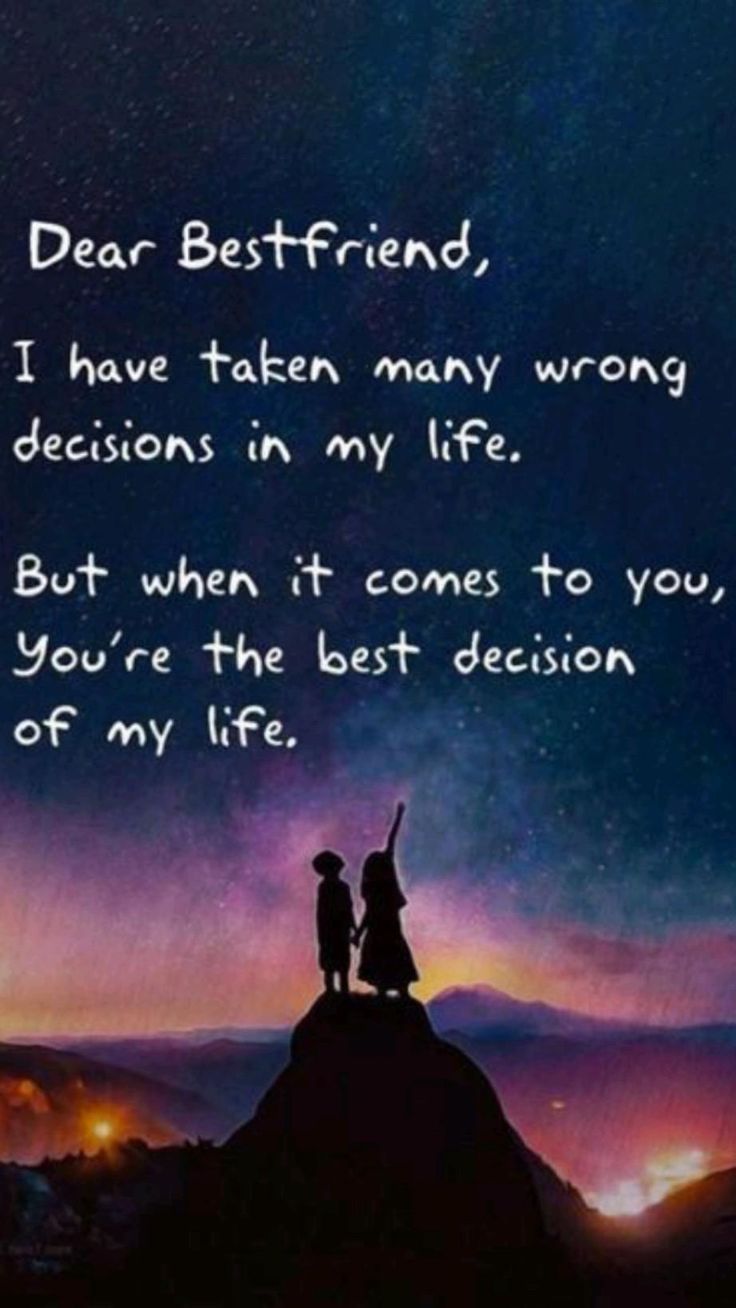 Dear Bestfriend,
I have taken many wrong
decisions in my life.
But when it comes to you,
You're the best decision
of my life.